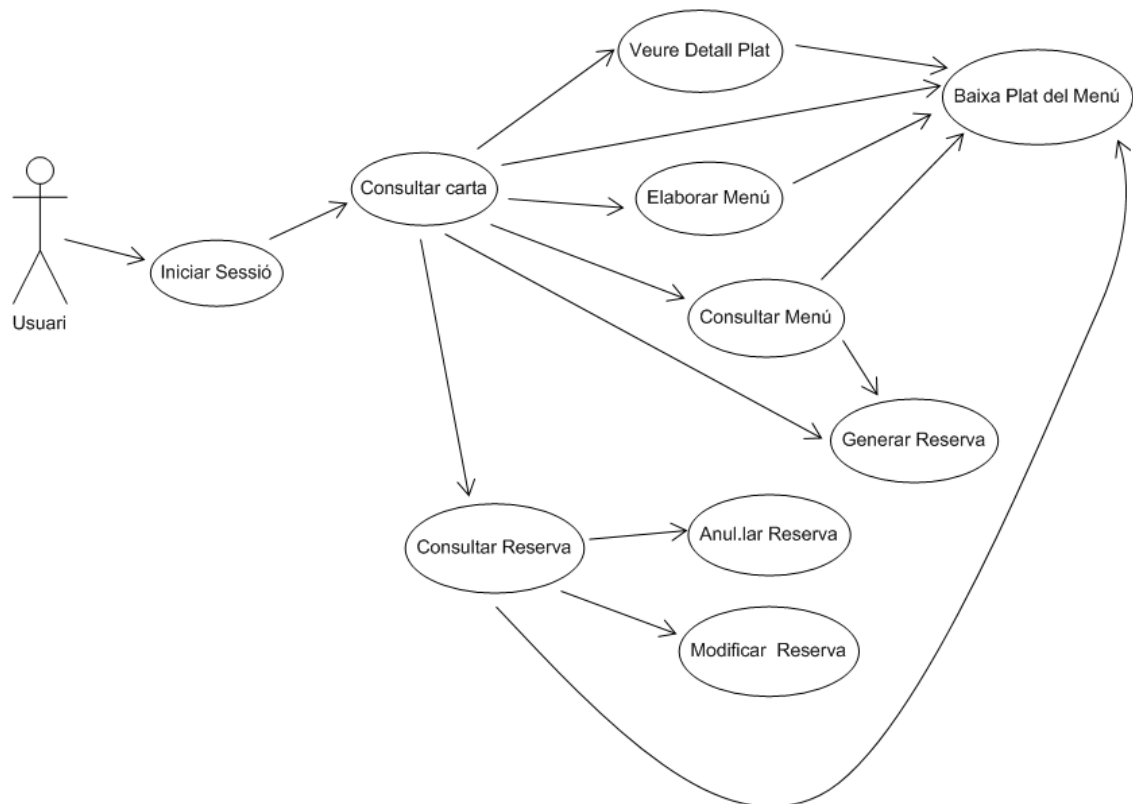 Veure Detall Plat
Baixa Plat del Menú
Consultar carta
Elaborar Menú
Iniciar Sessió
Usuari
Consultar Menú
Generar Reserva
Anul.lar Reserva
Consultar Reserva
Modificar Reserva